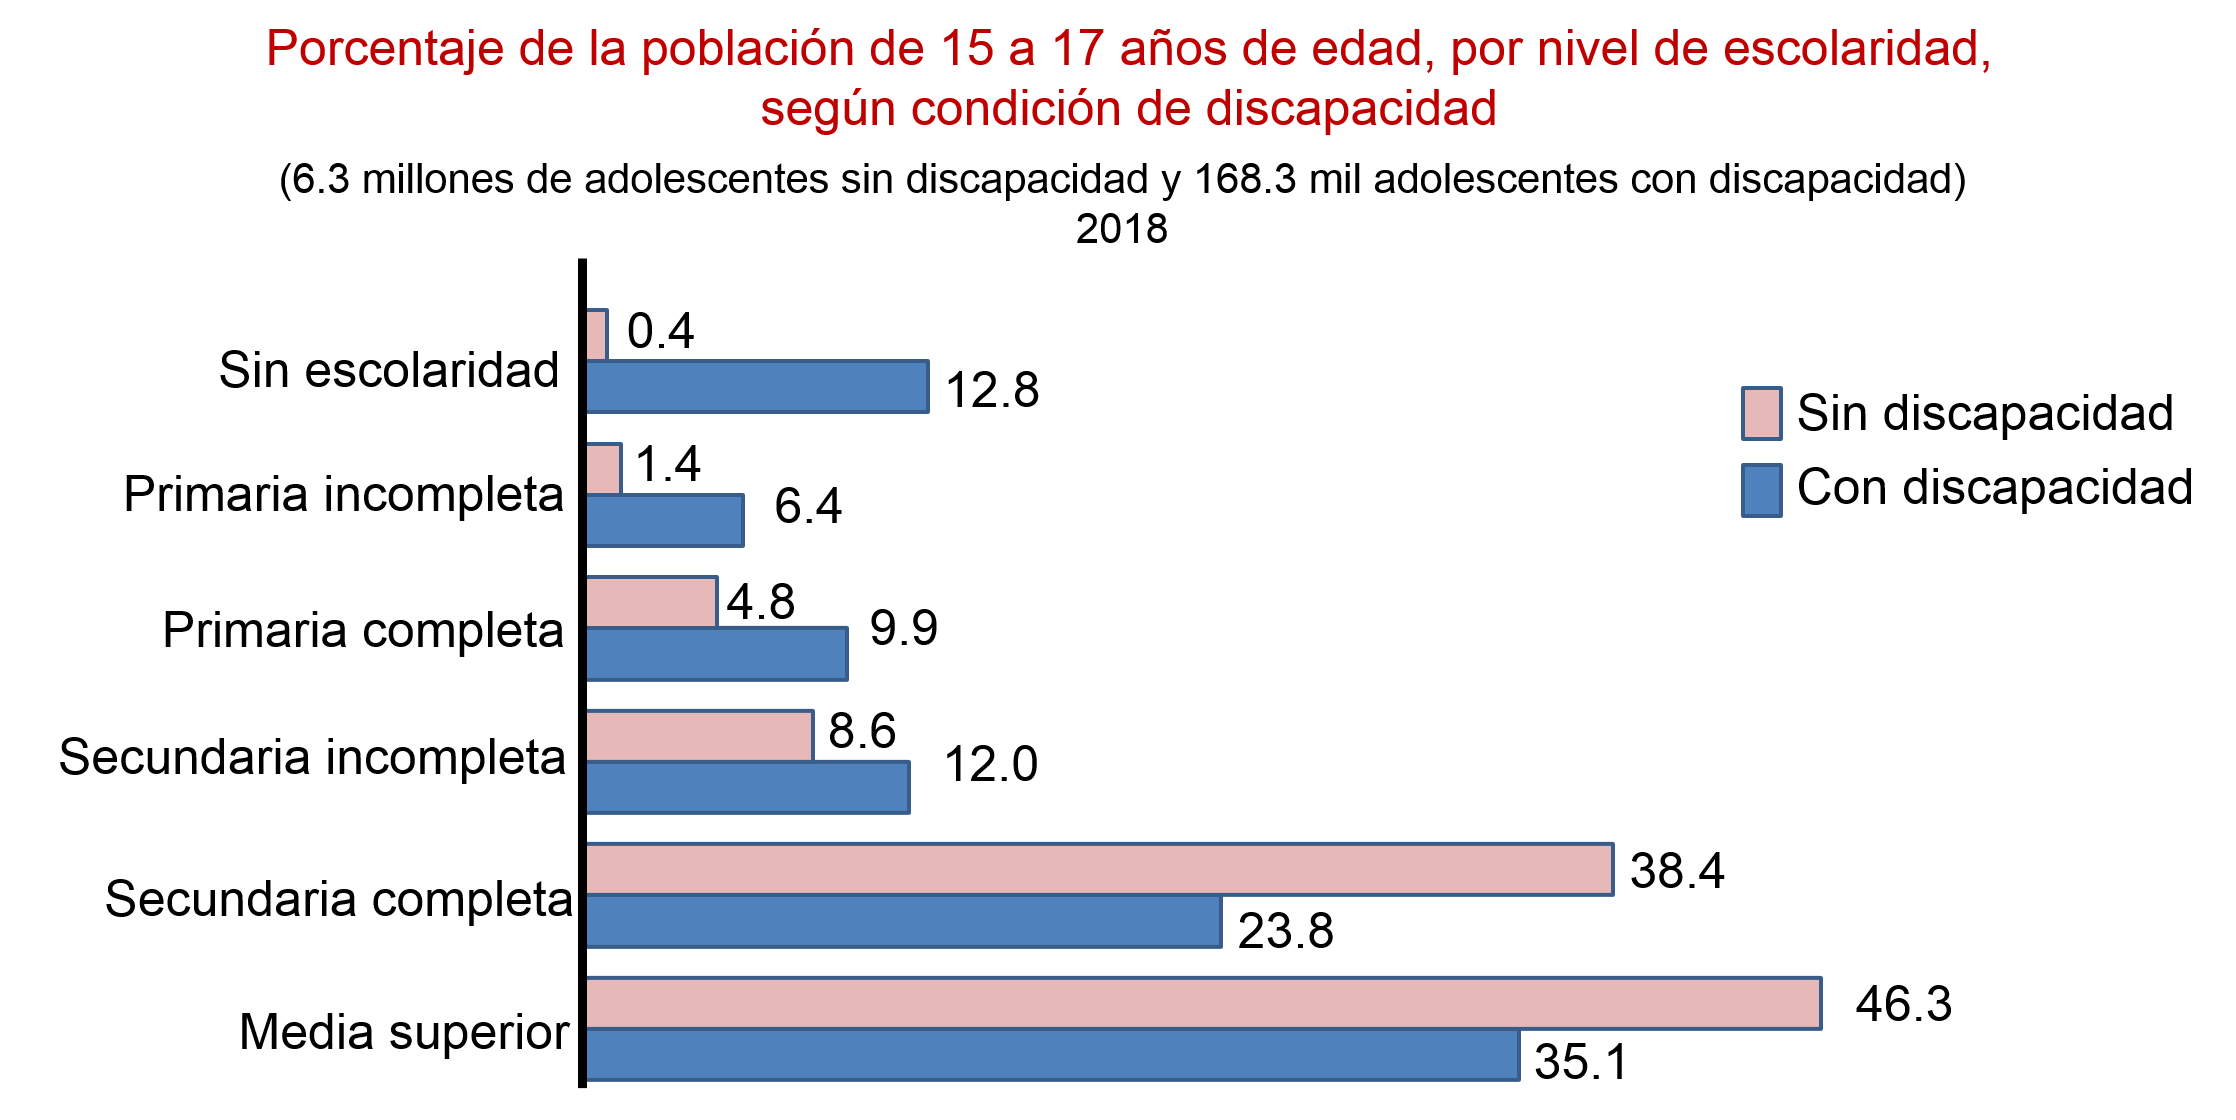 Porcentaje de la población de 15 a 17 años de edad, por nivel de escolaridad,
según condición de discapacidad
(6.3 millones de adolescentes sin discapacidad y 168.3 mil adolescentes con discapacidad)
2018
Sin escolaridad
0.4
12.8
Primaria incompleta
1.4
6.4
Primaria completa
4.8
9.9
Secundaria incompleta
8.6
12.0
Secundaria completa
38.4
23.8
Media superior
46.3
35.1
Sin discapacidad
Con discapacidad